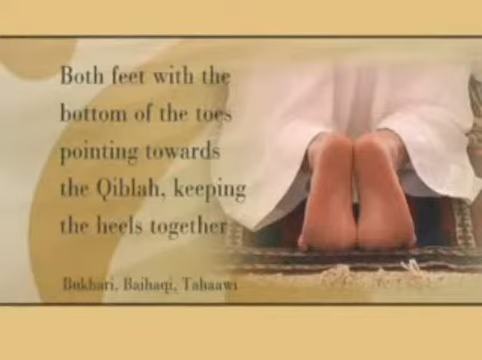 Both feet with the
bottom of the toes
pointing towards
the Qiblah, keeping
the heels together
Bukhari, Baihaqi, Tahaawi